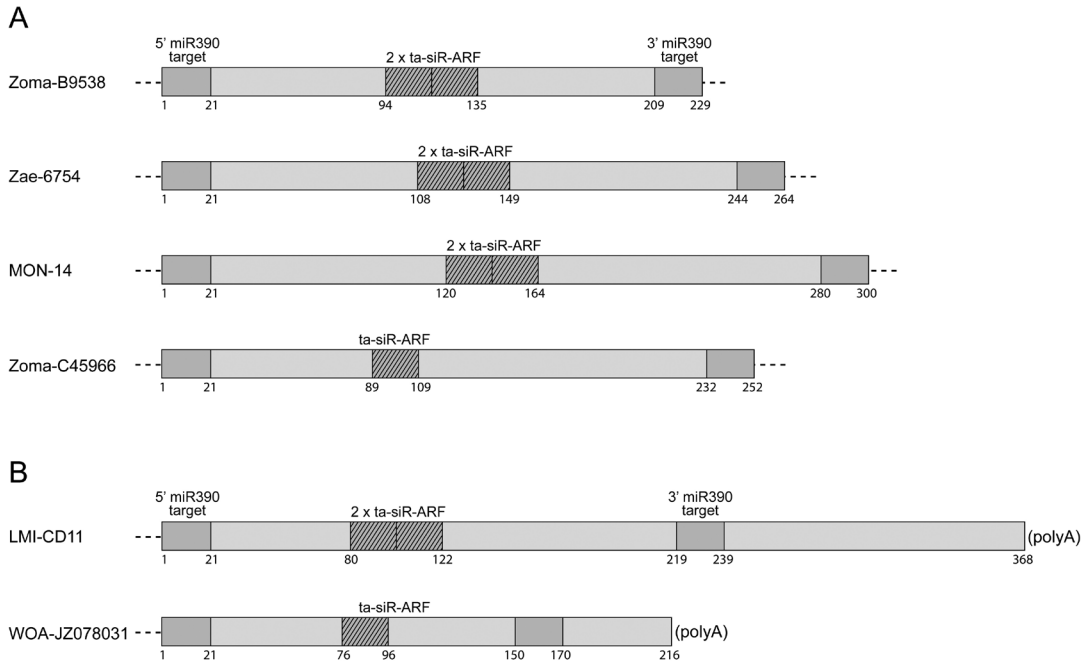 A
5’ miR390
target
3’ miR390
target
2 x ta-siR-ARF
Zoma-B9538
1 21 94 135 209 229
2 x ta-siR-ARF
Zae-6754
1 21 108 149 244 264
2 x ta-siR-ARF
MON-14
1 21 120 164 280 300
ta-siR-ARF
Zoma-C45966
1 21 89 109 232 252
B
5’ miR390
target
3’ miR390
target
2 x ta-siR-ARF
LMI-CD11
(polyA)
1 21 80 122 219 239 368
ta-siR-ARF
WOA-JZ078031
(polyA)
1 21 76 96 150 170 216